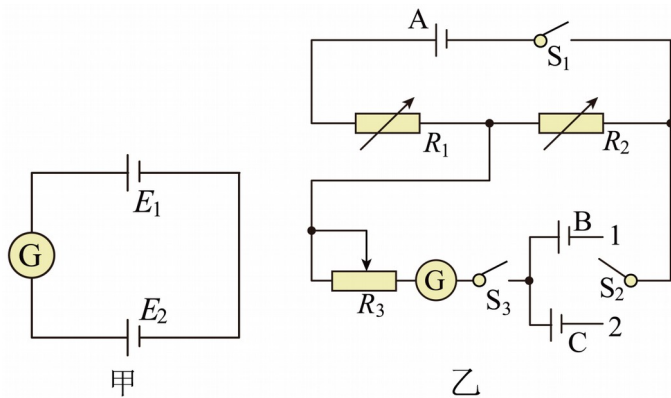 A
S₁
R₁
R₂
E₁
G
E₂
B
1
R₃
G
S₃
S₂
C
2
甲
乙